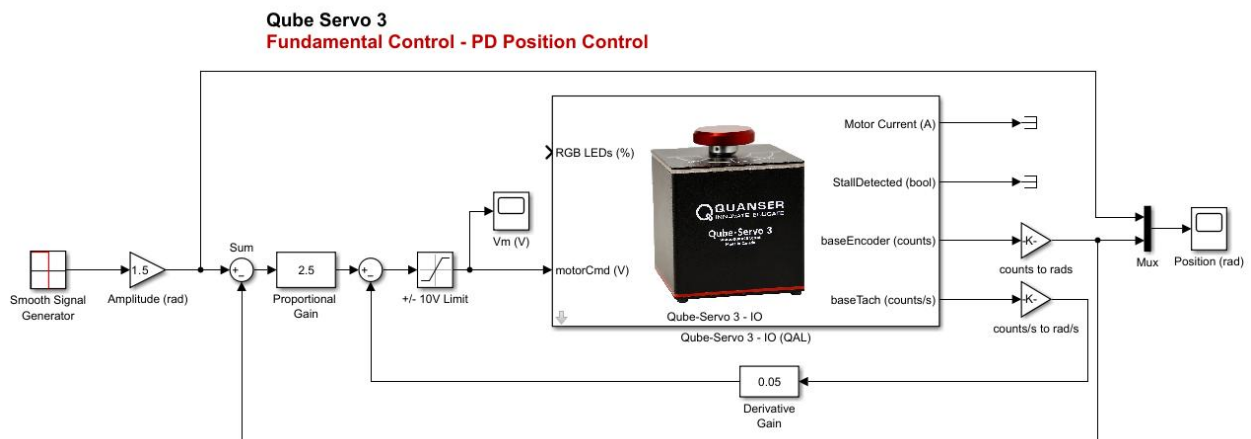 Qube Servo 3
Fundamental Control - PD Position Control
Motor Current (A)
RGB LEDs (%)
StallDetected (bool)
QUANSER
INNOVATE EDUCATE
Qube-Servo 3
Vm (V)
Sum
baseEncoder (counts)
-K-
counts to rads
Mux
Position (rad)
1.5
+
-
2.5
+
-
motorCmd (V)
Smooth Signal
Generator
Amplitude (rad)
Proportional
Gain
+/- 10V Limit
baseTach (counts/s)
-K-
counts/s to rad/s
Qube-Servo 3 - IO
Qube-Servo 3 - IO (QAL)
0.05
Derivative
Gain